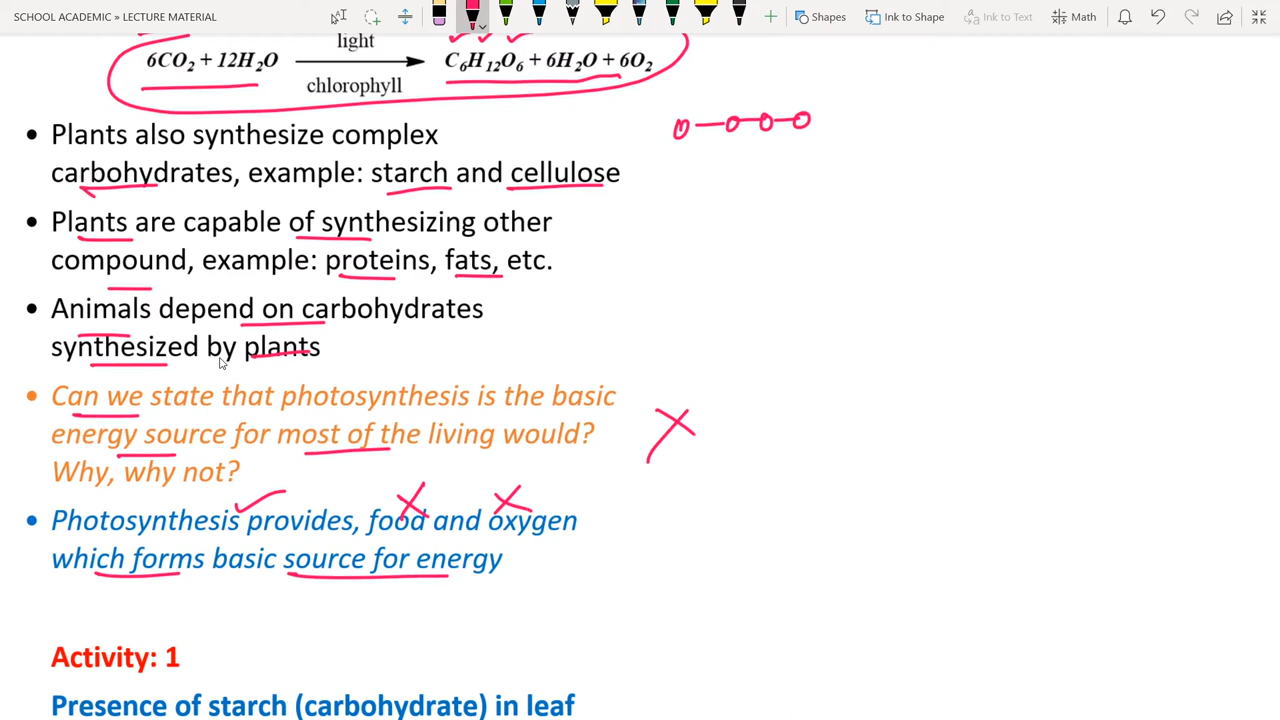 SCHOOL ACADEMIC » LECTURE MATERIAL
Shapes
Ink to Shape
Ink to Text
Math
light
6CO₂ + 12H₂O → C₆H₁₂O₆ + 6H₂O + 6O₂
chlorophyll
• Plants also synthesize complex
carbohydrates, example: starch and cellulose
• Plants are capable of synthesizing other
compound, example: proteins, fats, etc.
• Animals depend on carbohydrates
synthesized by plants
• Can we state that photosynthesis is the basic
energy source for most of the living would?
Why, why not?
• Photosynthesis provides, food and oxygen
which forms basic source for energy
Activity: 1
Presence of starch (carbohydrate) in leaf